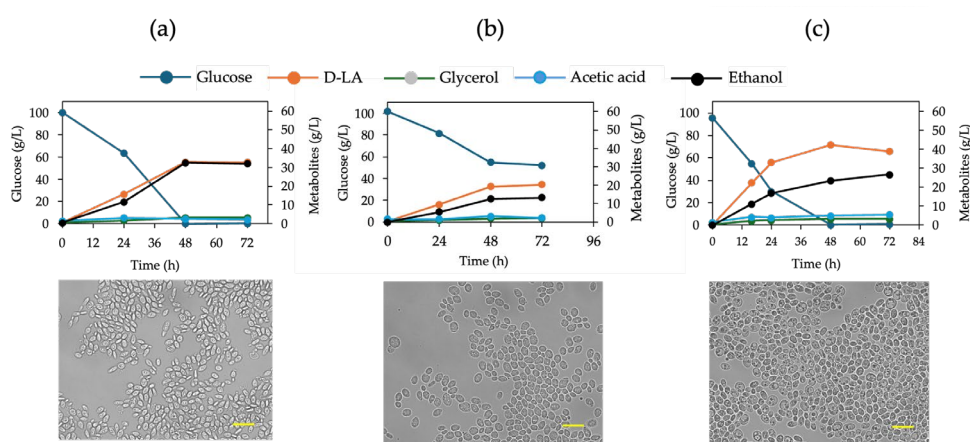 (a) (b) (c)
Glucose D-LA Glycerol Acetic acid Ethanol
Glucose (g/L)
100
80
60
40
20
0
60
50
40
30
20
10
0
Metabolites (g/L)
0 12 24 36 48 60 72
Time (h)
Glucose (g/L)
100
80
60
40
20
0
60
50
40
30
20
10
0
Metabolites (g/L)
0 24 48 72 96
Time (h)
Glucose (g/L)
100
80
60
40
20
0
60
50
40
30
20
10
0
Metabolites (g/L)
0 12 24 36 48 60 72 84
Time (h)